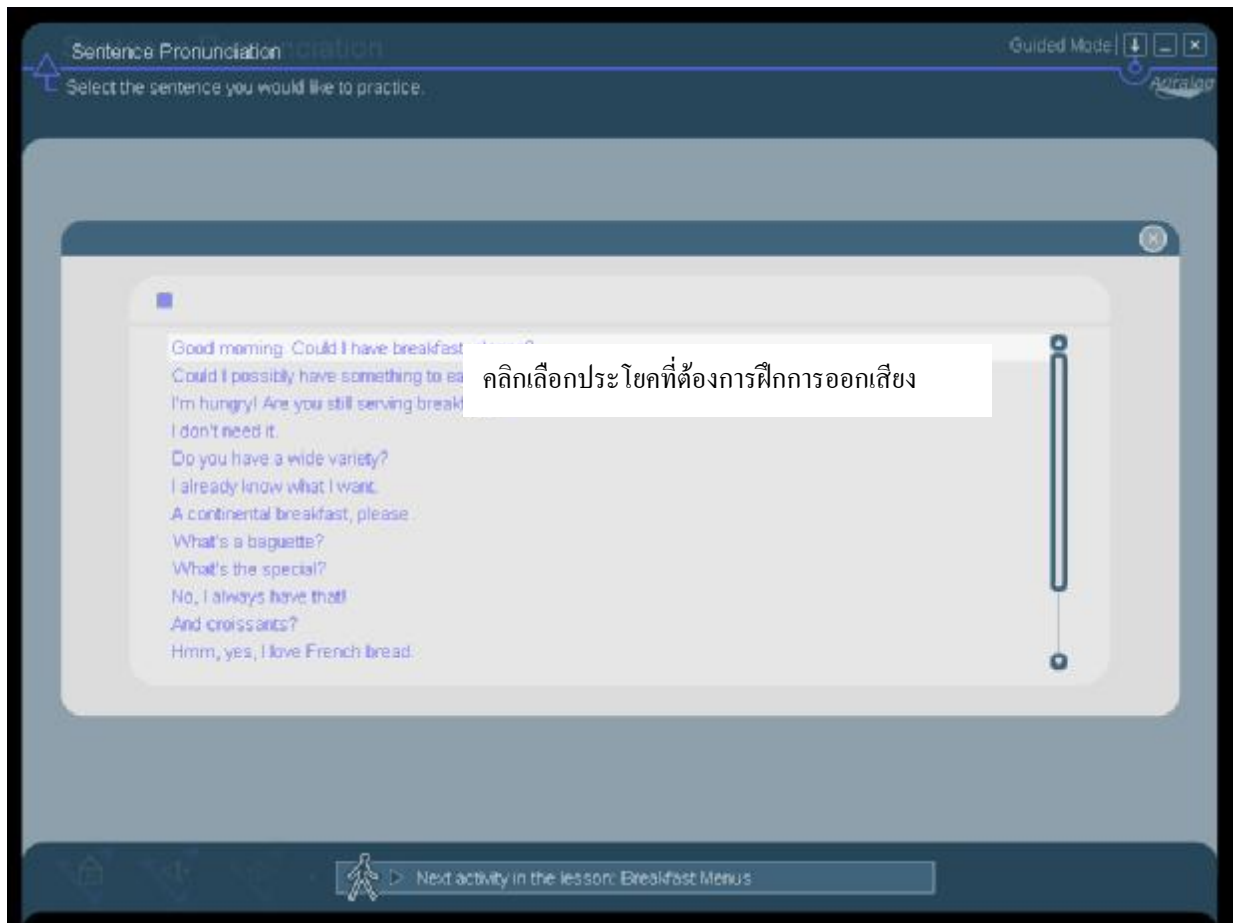 Sentence Pronunciation
Guided Mode
Select the sentence you would like to practice.
Auralog
Good morning. Could I have breakfast
Could I possibly have something to ea
คลิกเลือกประโยคที่ต้องการฝึกการออกเสียง
I'm hungry! Are you still serving breakf
I don't need it.
Do you have a wide variety?
I already know what I want.
A continental breakfast, please.
What's a baguette?
What's the special?
No, I always have that!
And croissants?
Hmm, yes, I love French bread.
Next activity in the lesson: Breakfast Menus